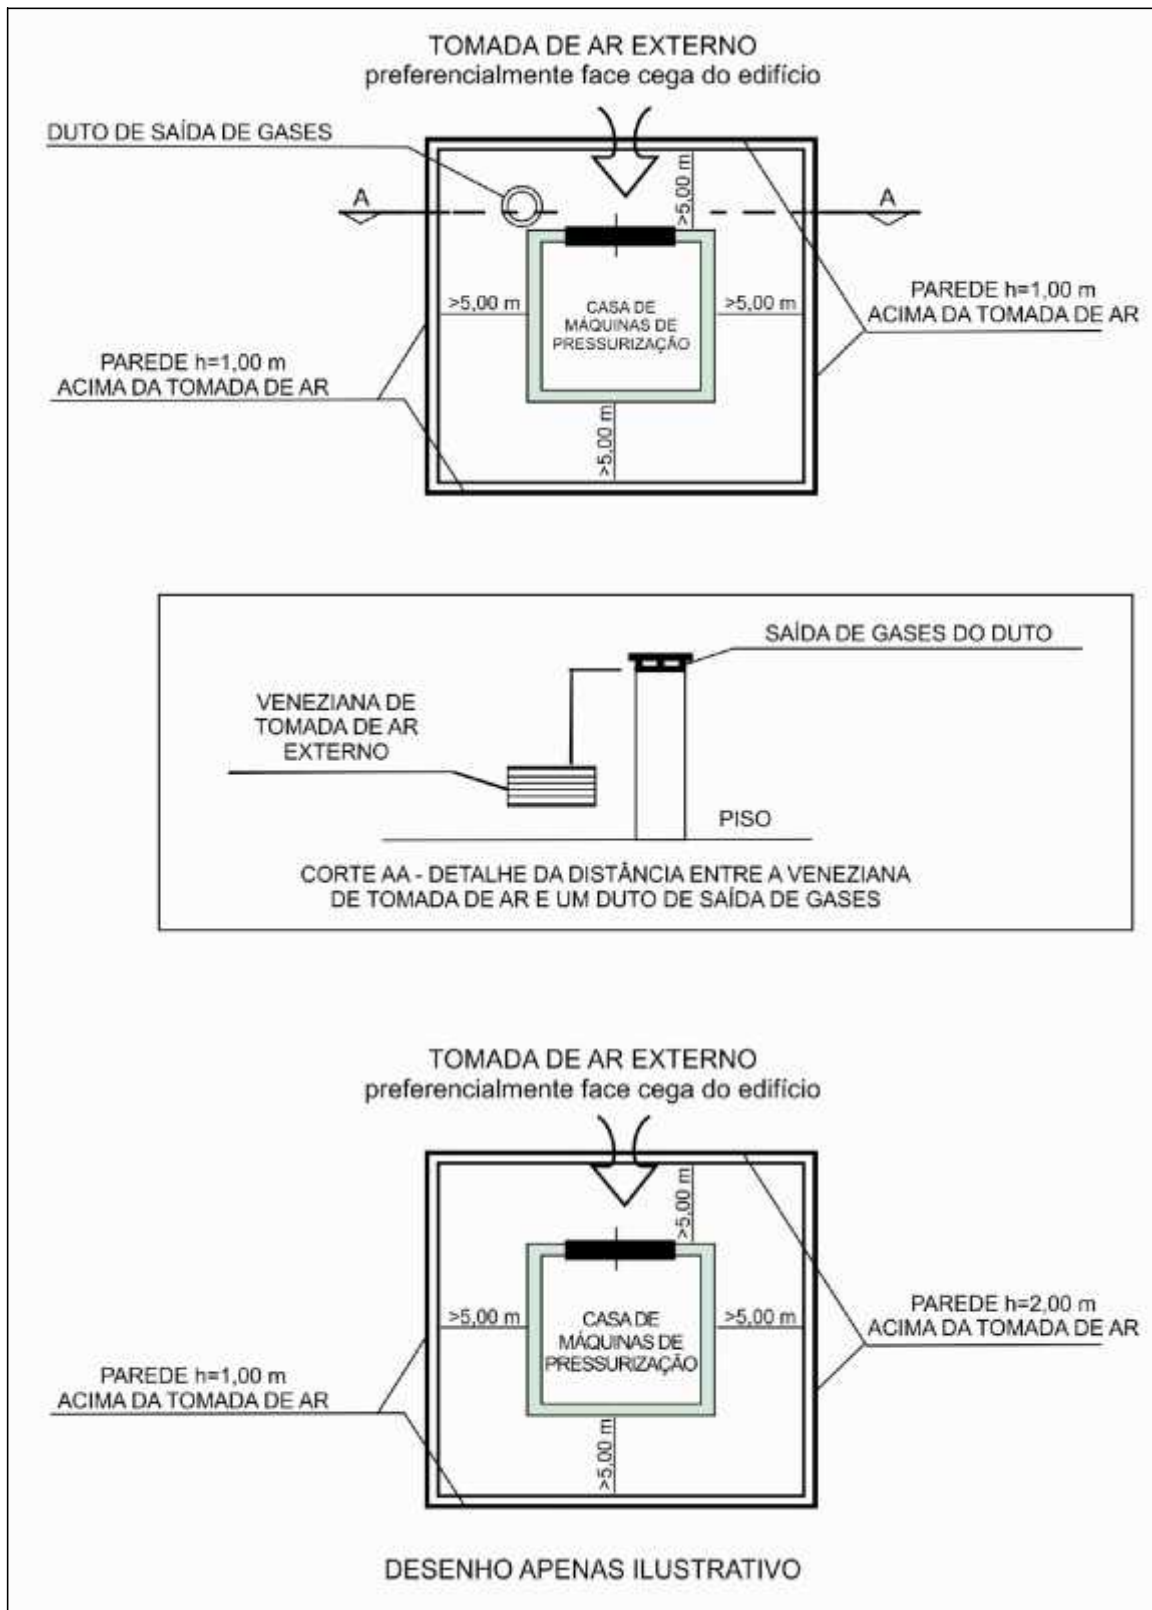 TOMADA DE AR EXTERNO
preferencialmente face cega do edifício
DUTO DE SAÍDA DE GASES
A
A
>5,00 m
>5,00 m
>5,00 m
CASA DE
MÁQUINAS DE
PRESSURIZAÇÃO
PAREDE h=1,00 m
ACIMA DA TOMADA DE AR
PAREDE h=1,00 m
ACIMA DA TOMADA DE AR
>5,00 m
SAÍDA DE GASES DO DUTO
VENEZIANA DE
TOMADA DE AR
EXTERNO
PISO
CORTE AA - DETALHE DA DISTÂNCIA ENTRE A VENEZIANA
DE TOMADA DE AR E UM DUTO DE SAÍDA DE GASES
TOMADA DE AR EXTERNO
preferencialmente face cega do edifício
>5,00 m
>5,00 m
>5,00 m
CASA DE
MÁQUINAS DE
PRESSURIZAÇÃO
PAREDE h=2,00 m
ACIMA DA TOMADA DE AR
PAREDE h=1,00 m
ACIMA DA TOMADA DE AR
>5,00 m
DESENHO APENAS ILUSTRATIVO